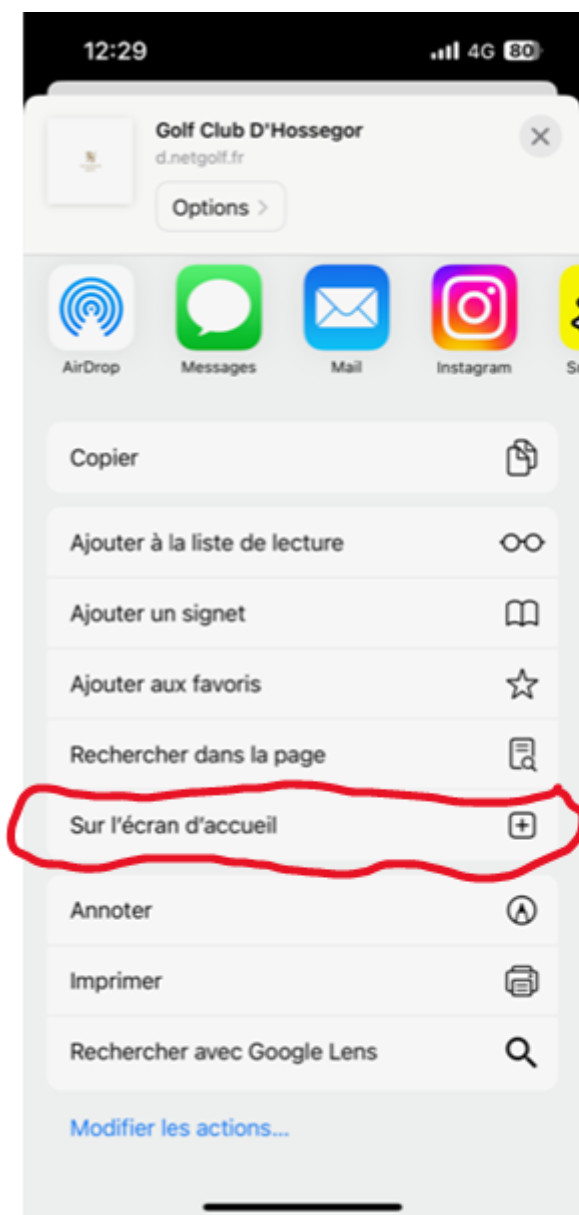 12:29
4G 80
Golf Club D'Hossegor
d.netgolf.fr
Options
AirDrop Messages Mail Instagram
Copier
Ajouter à la liste de lecture
Ajouter un signet
Ajouter aux favoris
Rechercher dans la page
Sur l'écran d'accueil
Annoter
Imprimer
Rechercher avec Google Lens
Modifier les actions...